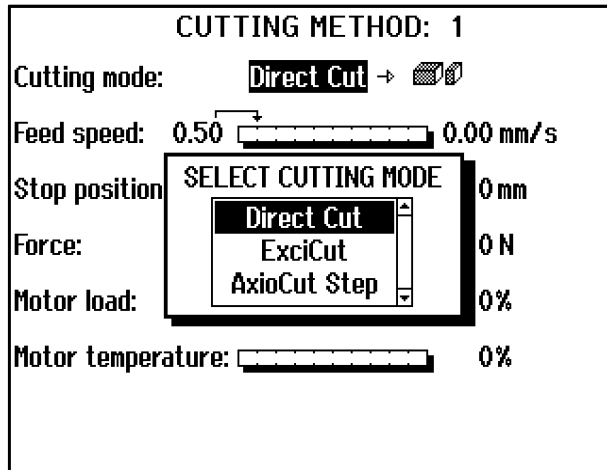 CUTTING METHOD: 1
Cutting mode: Direct Cut
Feed speed: 0.50 0.00 mm/s
Stop position 0 mm
SELECT CUTTING MODE
Direct Cut
ExciCut
AxioCut Step
Force: 0 N
Motor load: 0%
Motor temperature: 0%